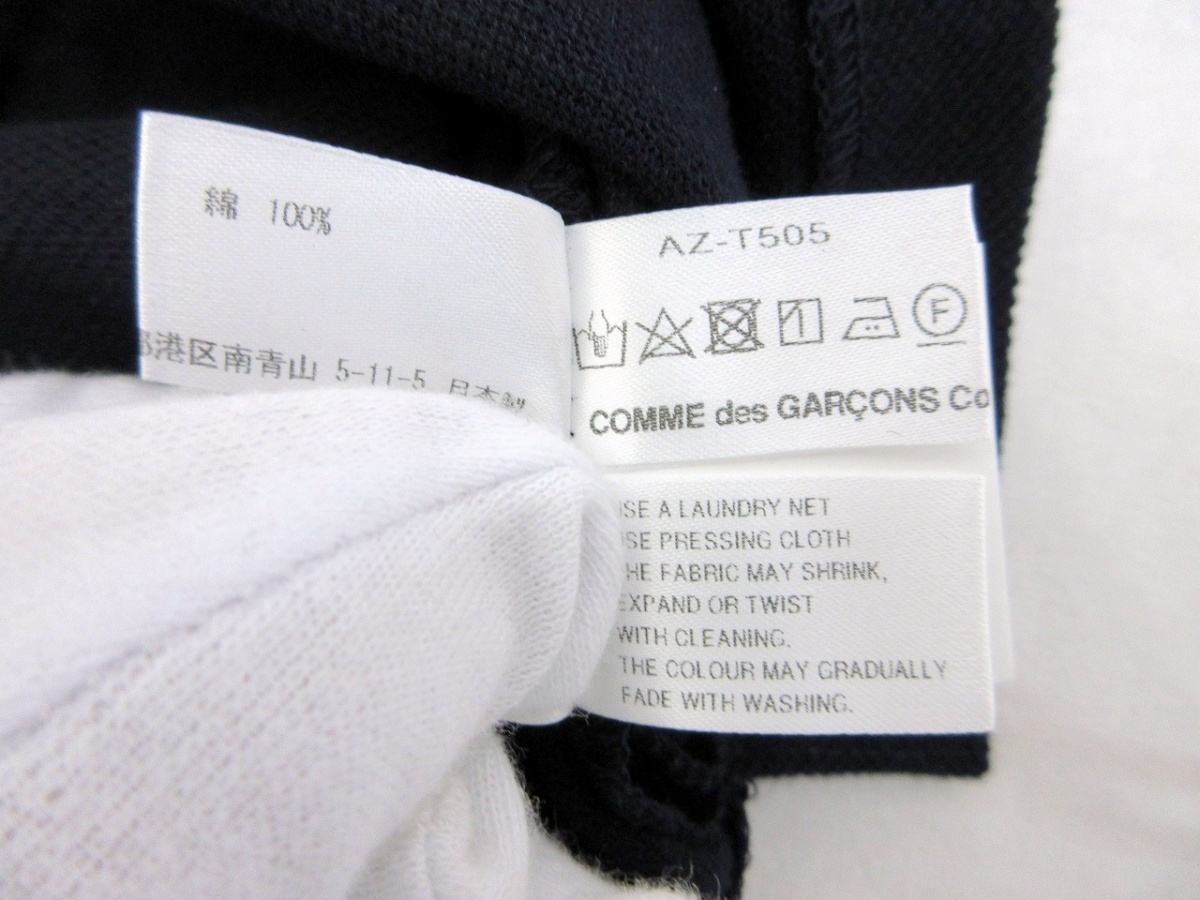 綿 100%
港区南青山 5-11-5 日本製
AZ-T505
F
COMME des GARÇONS Co
SE A LAUNDRY NET
SE PRESSING CLOTH
HE FABRIC MAY SHRINK,
EXPAND OR TWIST
WITH CLEANING.
THE COLOUR MAY GRADUALLY
FADE WITH WASHING.